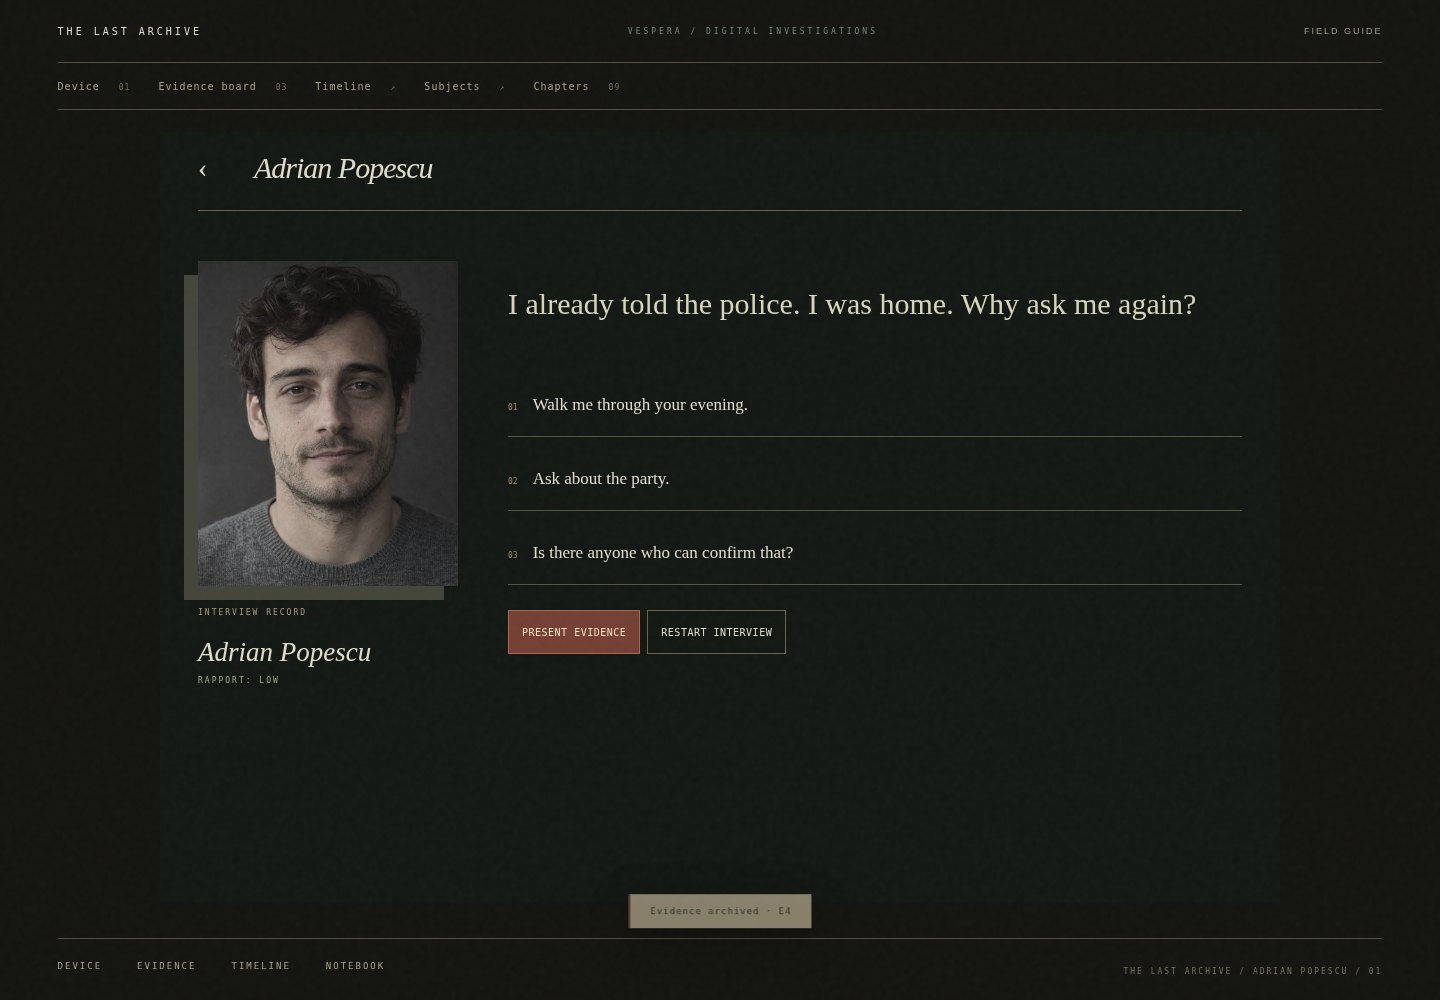 THE LAST ARCHIVE
VESPERA / DIGITAL INVESTIGATIONS
FIELD GUIDE
Device 01 Evidence board 03 Timeline ↗ Subjects ↗ Chapters 09
‹ Adrian Popescu
I already told the police. I was home. Why ask me again?
01 Walk me through your evening.
02 Ask about the party.
03 Is there anyone who can confirm that?
PRESENT EVIDENCE RESTART INTERVIEW
INTERVIEW RECORD
Adrian Popescu
RAPPORT: LOW
Evidence archived · E4
DEVICE EVIDENCE TIMELINE NOTEBOOK
THE LAST ARCHIVE / ADRIAN POPESCU / 01